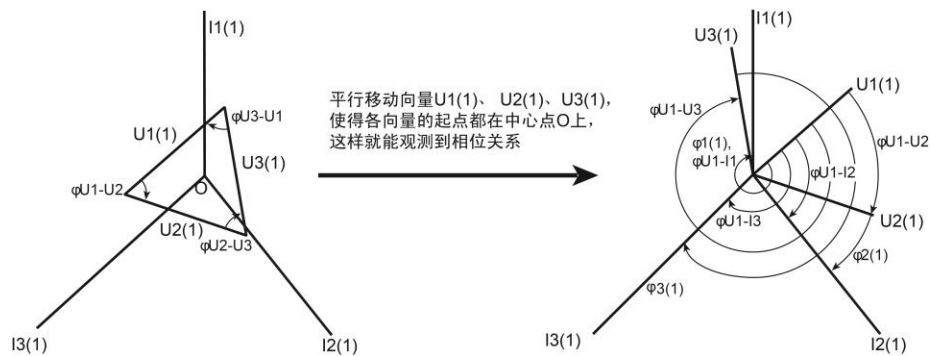 I1(1)
φU3-U1
U1(1)
U3(1)
φU1-U2
O
U2(1)
φU2-U3
I3(1)
I2(1)
平行移动向量U1(1)、U2(1)、U3(1),
使得各向量的起点都在中心点O上,
这样就能观测到相位关系
I1(1)
U3(1)
U1(1)
φU1-U3
φU1-U2
φ1(1),
φU1-I1
φU1-I2
φU1-I3
U2(1)
φ2(1)
φ3(1)
I3(1)
I2(1)